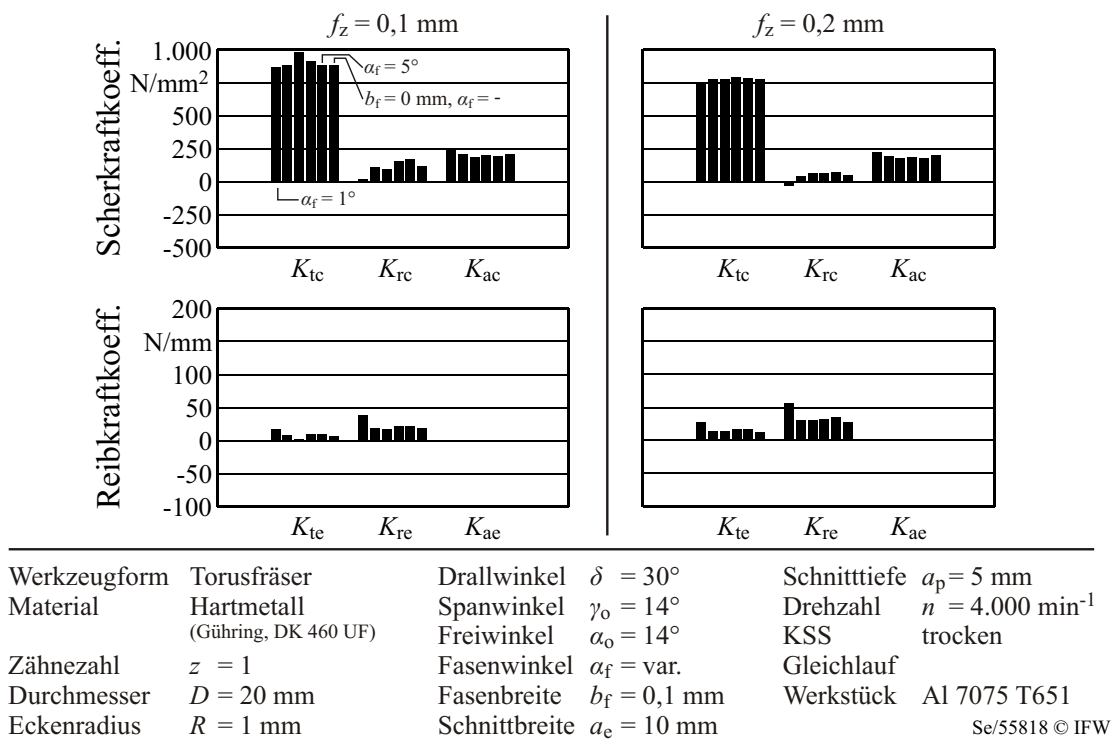 f_z = 0,1 mm
f_z = 0,2 mm
Scherkraftkoeff.
1.000
N/mm²
500
250
0
-250
-500
α_f = 5°
b_f = 0 mm, α_f = -
α_f = 1°
K_tc K_rc K_ac
K_tc K_rc K_ac
Reibkraftkoeff.
200
N/mm
100
50
0
-50
-100
K_te K_re K_ae
K_te K_re K_ae
Werkzeugform Torusfräser
Material Hartmetall
(Gühring, DK 460 UF)
Zähnezahl z = 1
Durchmesser D = 20 mm
Eckenradius R = 1 mm
Drallwinkel δ = 30°
Spanwinkel γ_o = 14°
Freiwinkel α_o = 14°
Fasenwinkel α_f = var.
Fasenbreite b_f = 0,1 mm
Schnittbreite a_e = 10 mm
Schnitttiefe a_p = 5 mm
Drehzahl n = 4.000 min⁻¹
KSS trocken
Gleichlauf
Werkstück Al 7075 T651
Se/55818 © IFW